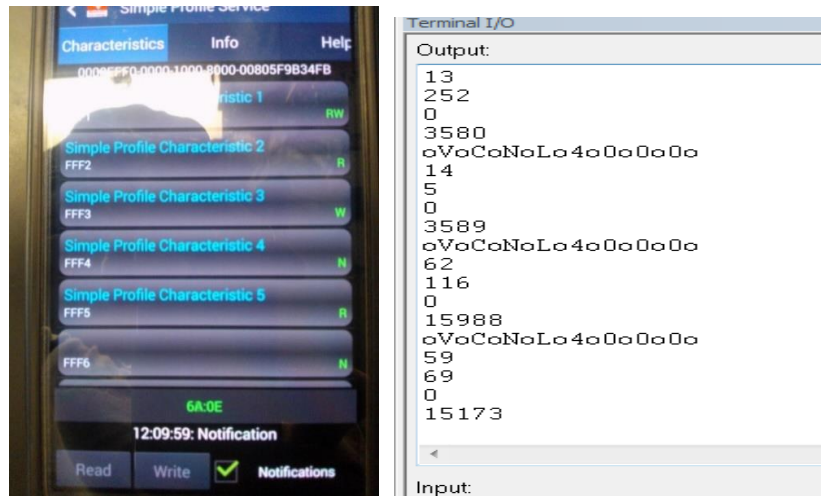 Simple Profile Service
Characteristics Info Help
0000FFF0-0000-1000-8000-00805F9B34FB
RW
Simple Profile Characteristic 2
FFF2 R
Simple Profile Characteristic 3
FFF3 W
Simple Profile Characteristic 4
FFF4 N
Simple Profile Characteristic 5
FFF5 R
FFF6 N
6A:0E
12:09:59: Notification
Read Write Notifications
Terminal I/O
Output:
13
252
0
3580
oVoCoNoLo4o0o0o0o
14
5
0
3589
oVoCoNoLo4o0o0o0o
62
116
0
15988
oVoCoNoLo4o0o0o0o
59
69
0
15173
Input: